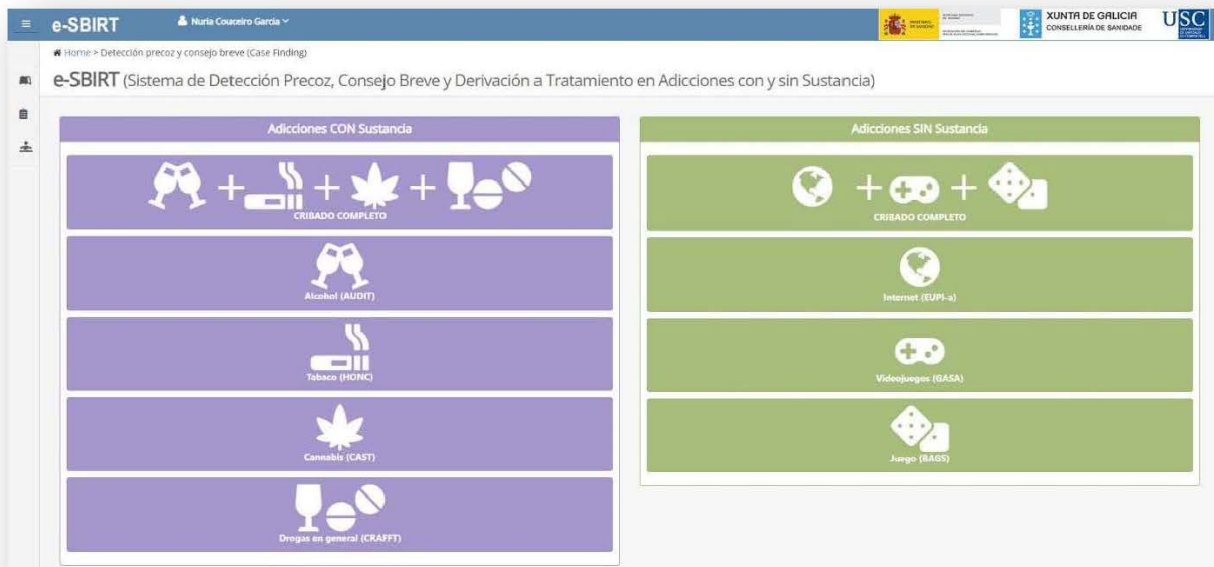 e-SBIRT
Nuria Couceiro Garcia
XUNTA DE GALICIA
CONSELLERÍA DE SANIDADE
USC
Home > Detección precoz y consejo breve (Case Finding)
e-SBIRT (Sistema de Detección Precoz, Consejo Breve y Derivación a Tratamiento en Adicciones con y sin Sustancia)
Adicciones CON Sustancia
CRIBADO COMPLETO
Alcohol (AUDIT)
Tabaco (HONC)
Cannabis (CAST)
Drogas en general (CRAFFT)
Adicciones SIN Sustancia
CRIBADO COMPLETO
Internet (EUPI-a)
Videojuegos (GASA)
Juego (BAGS)